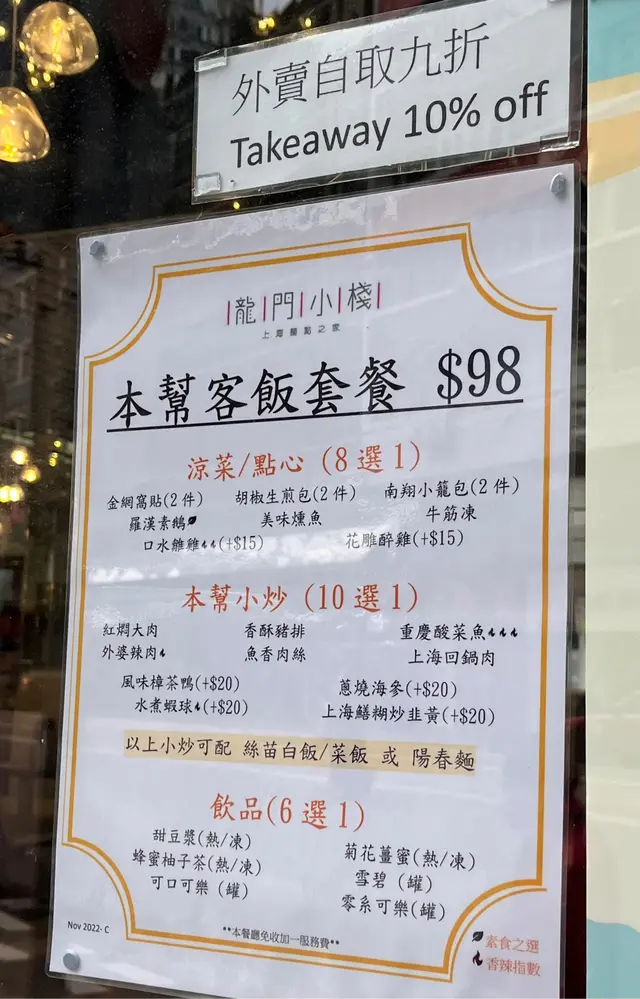 外賣自取九折
Takeaway 10% off
龍門小棧
上海麵點之家
本幫客飯套餐 $98
涼菜/點心 (8 選 1)
金網窩貼(2 件) 胡椒生煎包(2 件) 南翔小籠包(2 件)
羅漢素鵝 美味燻魚 牛筋凍
口水雞(+$15) 花雕醉雞(+$15)
本幫小炒 (10 選 1)
紅燜大肉 香酥豬排 重慶酸菜魚
外婆辣肉 魚香肉絲 上海回鍋肉
風味樟茶鴨(+$20) 蔥燒海參(+$20)
水煮蝦球(+$20) 上海鱔糊炒韮黃(+$20)
以上小炒可配 絲苗白飯/菜飯 或 陽春麵
飲品(6 選 1)
甜豆漿(熱/凍) 菊花薑蜜(熱/凍)
蜂蜜柚子茶(熱/凍) 雪碧 (罐)
可口可樂 (罐) 零系可樂(罐)
Nov 2022- C
**本餐廳免收加一服務費**
素食之選
香辣指數